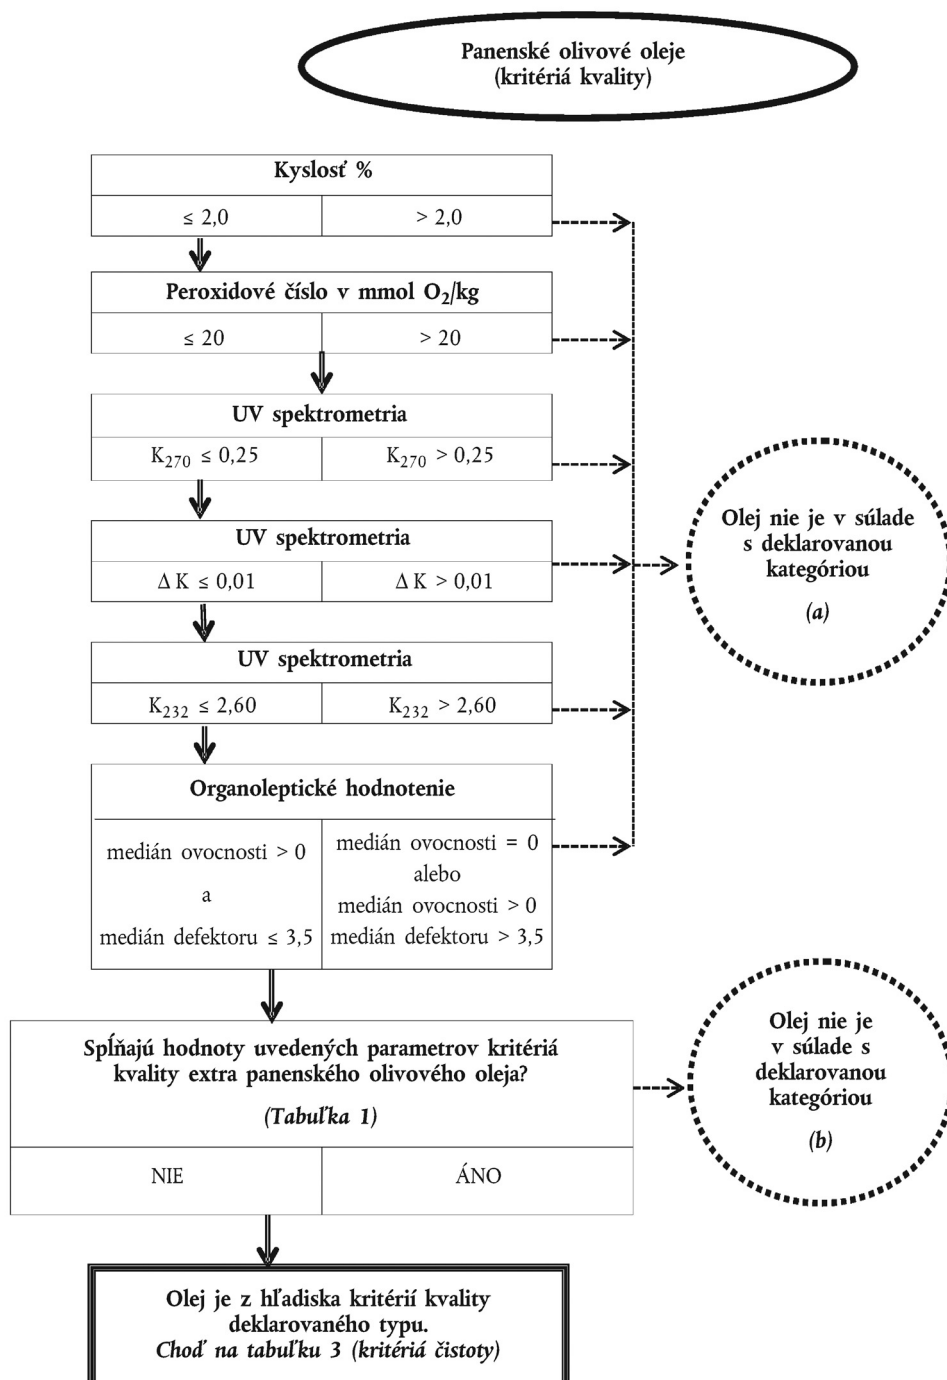 Panenské olivové oleje
(kritériá kvality)
Kyslosť %
≤ 2,0
> 2,0
Peroxidové číslo v mmol O₂/kg
≤ 20
> 20
UV spektrometria
K₂₇₀ ≤ 0,25
K₂₇₀ > 0,25
UV spektrometria
Δ K ≤ 0,01
Δ K > 0,01
UV spektrometria
K₂₃₂ ≤ 2,60
K₂₃₂ > 2,60
Organoleptické hodnotenie
medián ovocnosti > 0
a
medián defektoru ≤ 3,5
medián ovocnosti = 0
alebo
medián ovocnosti > 0
medián defektoru > 3,5
Olej nie je v súlade
s deklarovanou
kategóriou
(a)
Spĺňajú hodnoty uvedených parametrov kritériá
kvality extra panenského olivového oleja?
(Tabuľka 1)
NIE
ÁNO
Olej nie je
v súlade s
deklarovanou
kategóriou
(b)
Olej je z hľadiska kritérií kvality
deklarovaného typu.
Choď na tabuľku 3 (kritériá čistoty)